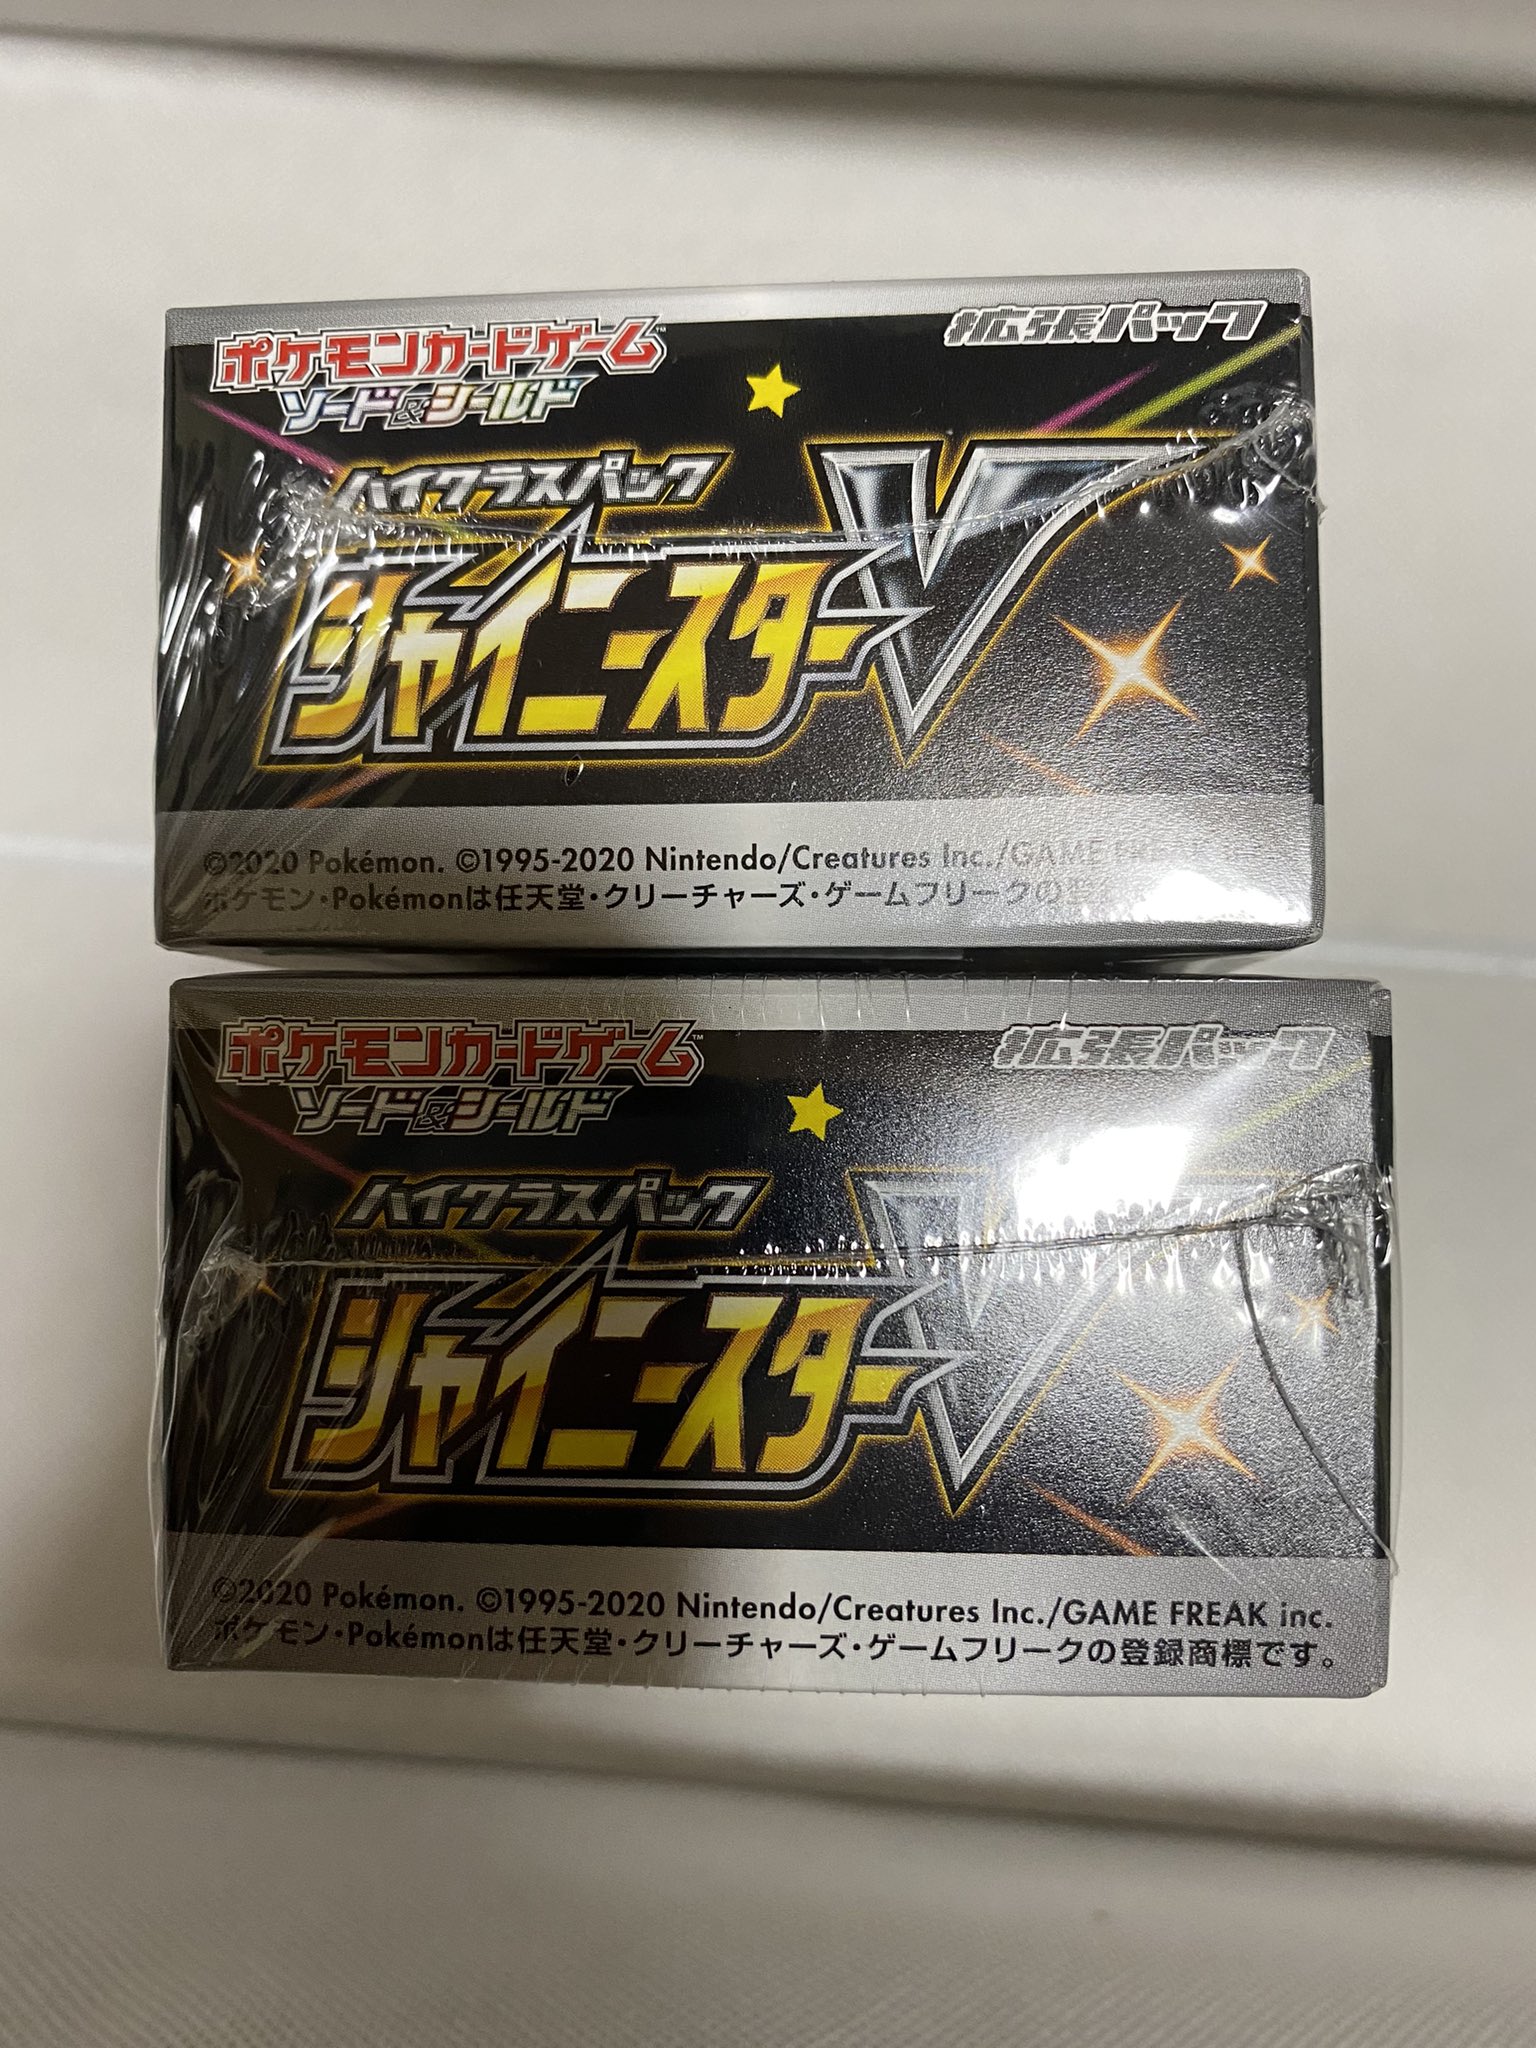 ポケモンカードゲーム™
拡張パック
ソード&シールド
ハイクラスパック
シャイニースターV
©2020 Pokémon. ©1995-2020 Nintendo/Creatures Inc./GAME
ポケモン・Pokémonは任天堂・クリーチャーズ・ゲームフリークの
ポケモンカードゲーム™
拡張パック
ソード&シールド
ハイクラスパック
シャイニースターV
©2020 Pokémon. ©1995-2020 Nintendo/Creatures Inc./GAME FREAK inc.
ポケモン・Pokémonは任天堂・クリーチャーズ・ゲームフリークの登録商標です。